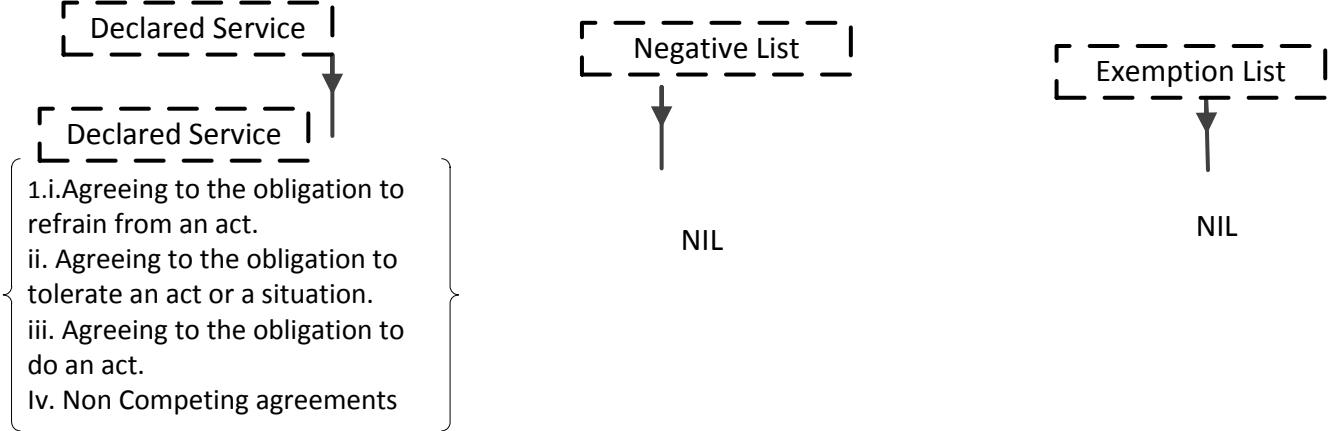 Declared Service
Declared Service
1.i.Agreeing to the obligation to
refrain from an act.
ii. Agreeing to the obligation to
tolerate an act or a situation.
iii. Agreeing to the obligation to
do an act.
Iv. Non Competing agreements
Negative List
NIL
Exemption List
NIL